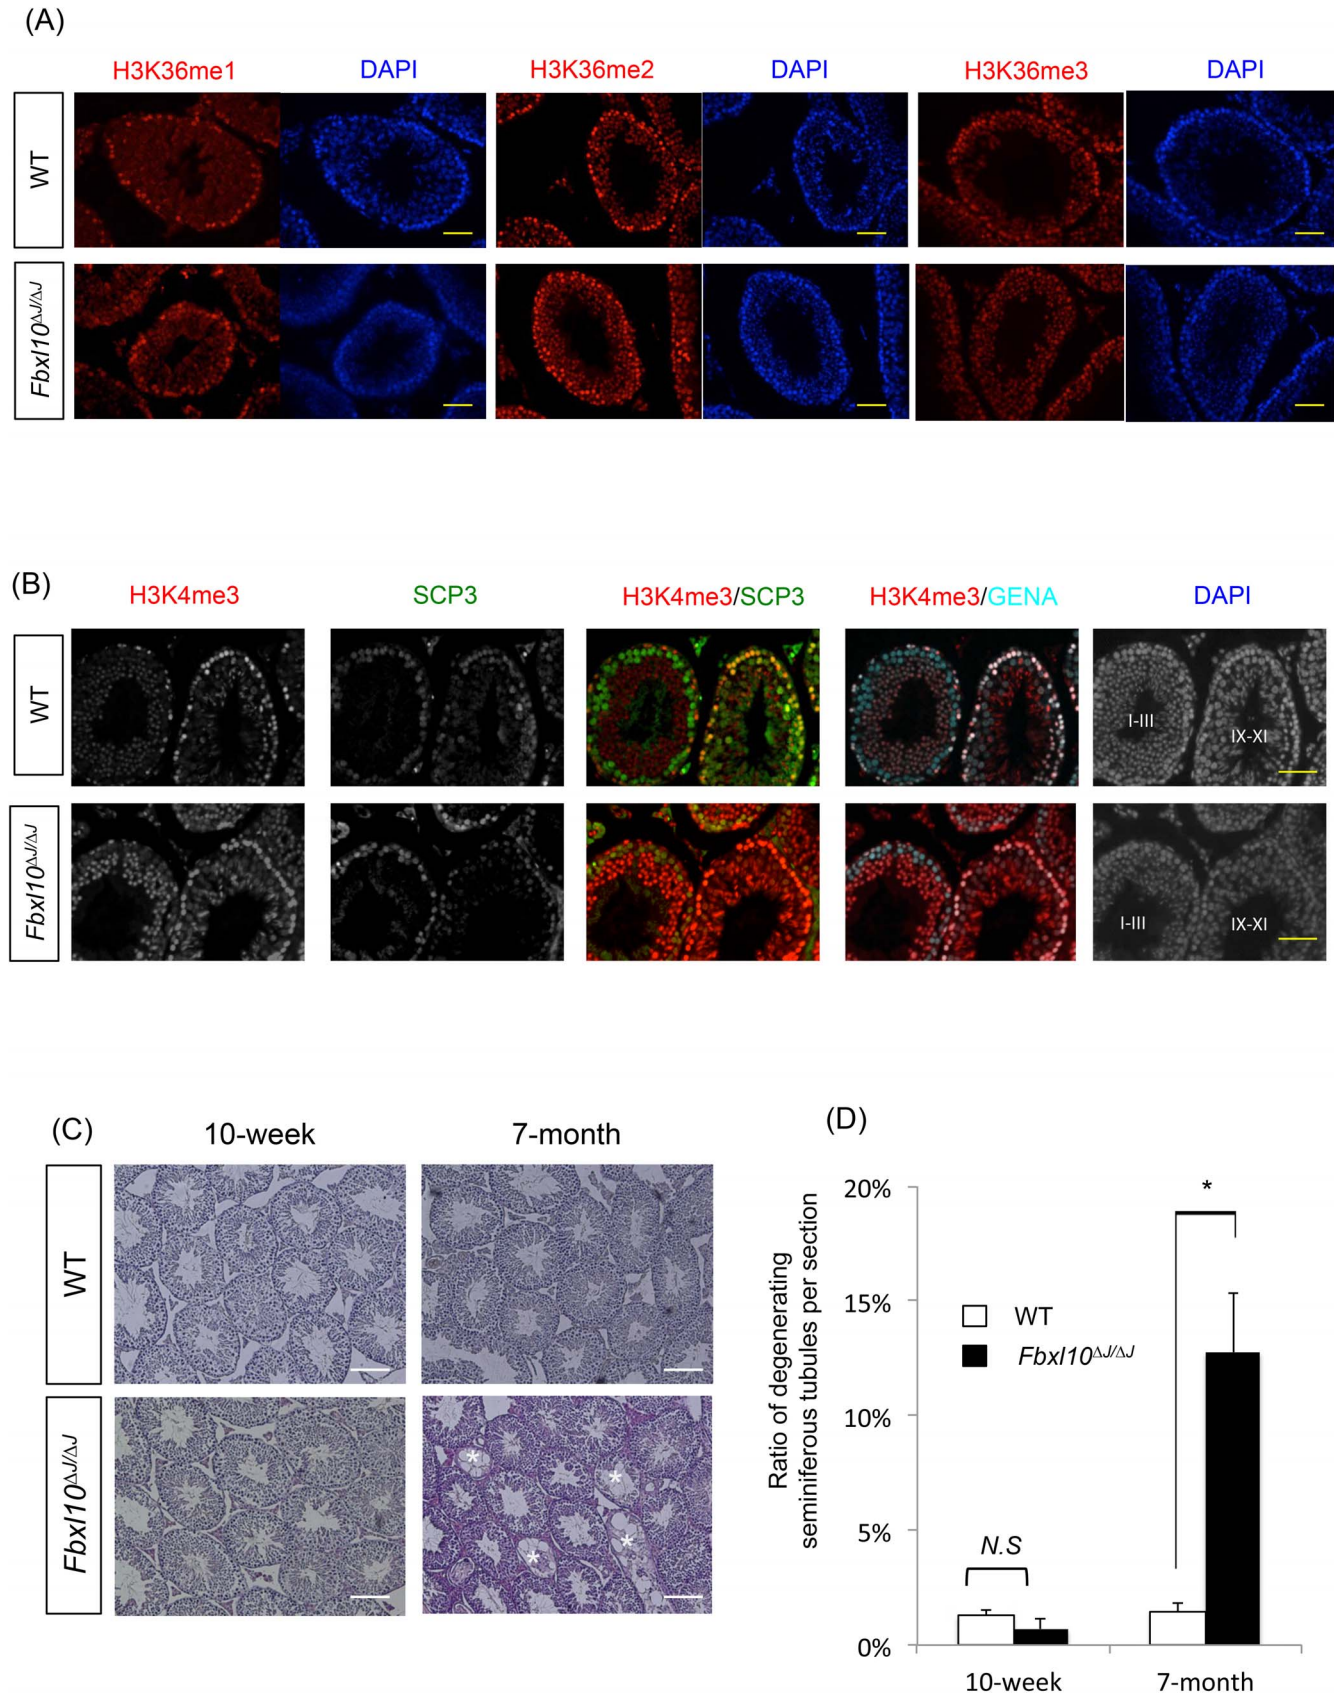 (A)
H3K36me1 DAPI H3K36me2 DAPI H3K36me3 DAPI
WT
Fbxl10ΔJ/ΔJ
(B)
H3K4me3 SCP3 H3K4me3/SCP3 H3K4me3/GENA DAPI
WT
I-III IX-XI
Fbxl10ΔJ/ΔJ
I-III IX-XI
(C)
10-week 7-month
WT
Fbxl10ΔJ/ΔJ
* * * *
(D)
Ratio of degenerating
seminiferous tubules per section
20%
15%
10%
5%
0%
*
WT
Fbxl10ΔJ/ΔJ
N.S
10-week 7-month